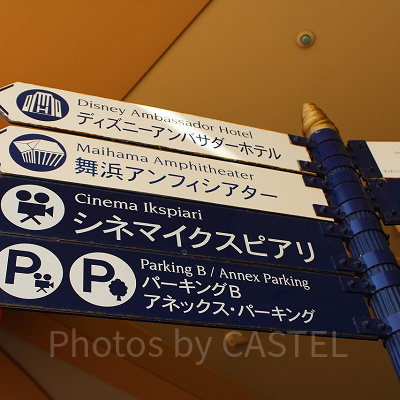 Disney Ambassador Hotel
ディズニーアンバサダーホテル
Maihama Amphitheater
舞浜アンフィシアター
Cinema Ikspiari
シネマイクスピアリ
P P
Parking B / Annex Parking
パーキングB
アネックス・パーキング
Photos by CASTEL